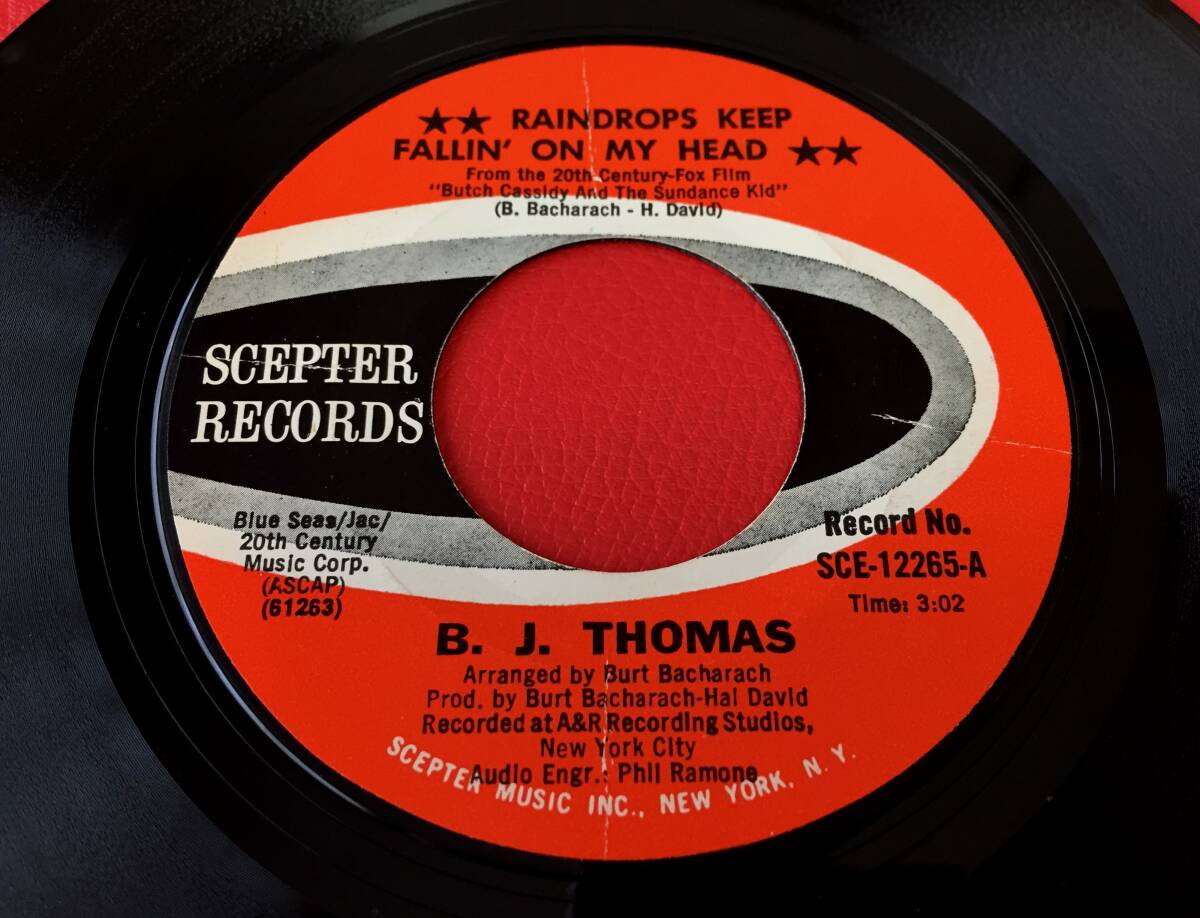 ★★ RAINDROPS KEEP
FALLIN' ON MY HEAD ★★
From the 20th Century-Fox Film
"Butch Cassidy And The Sundance Kid"
(B. Bacharach - H. David)
SCEPTER
RECORDS
Blue Seas/Jac/
20th Century
Music Corp.
(ASCAP)
(61263)
Record No.
SCE-12265-A
Time: 3:02
B. J. THOMAS
Arranged by Burt Bacharach
Prod. by Burt Bacharach-Hal David
Recorded at A&R Recording Studios,
New York City
Audio Engr.: Phil Ramone
SCEPTER MUSIC INC., NEW YORK, N. Y.